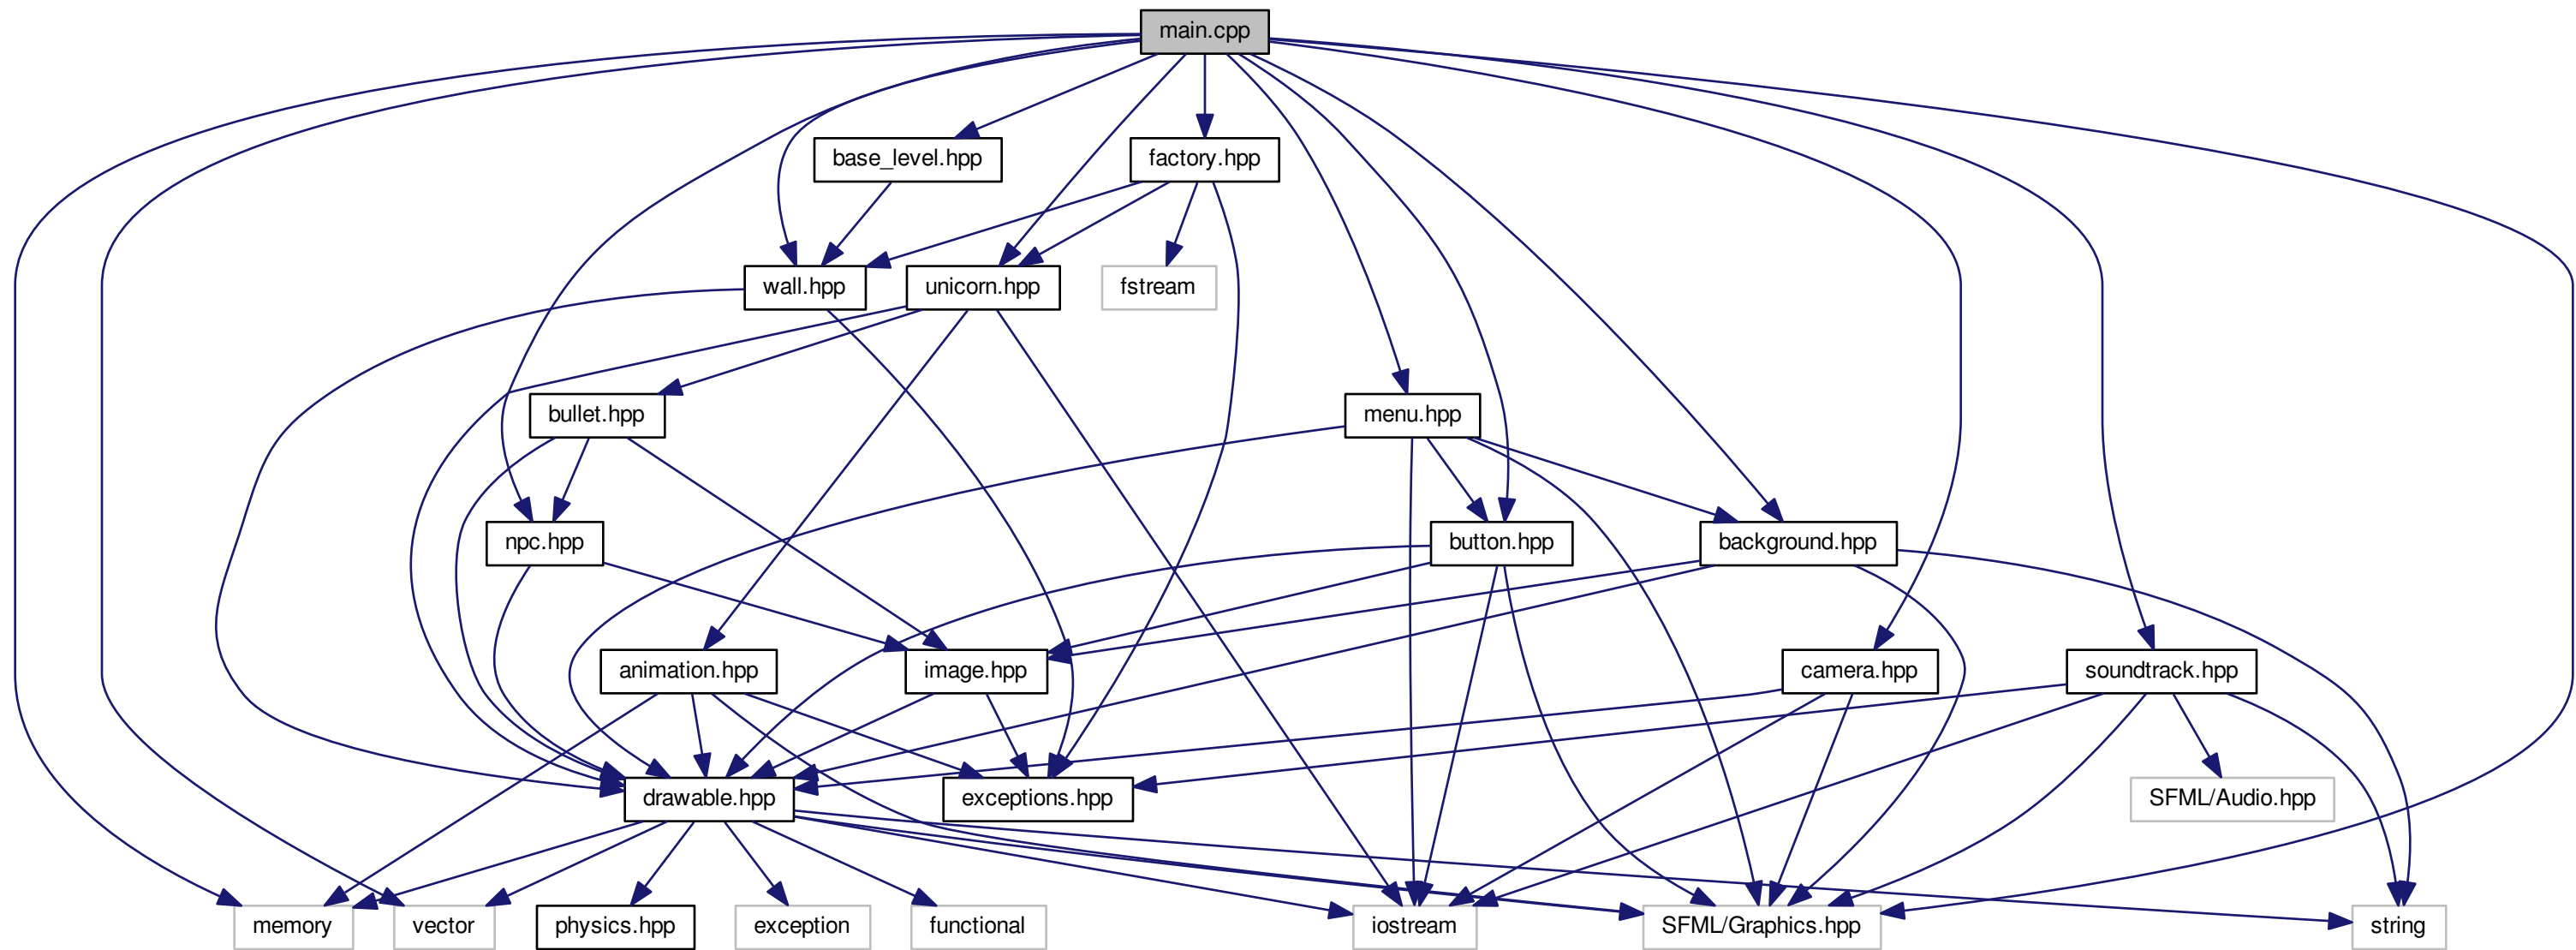 main.cpp
base_level.hpp
factory.hpp
wall.hpp
unicorn.hpp
fstream
bullet.hpp
menu.hpp
npc.hpp
button.hpp
background.hpp
animation.hpp
image.hpp
camera.hpp
soundtrack.hpp
drawable.hpp
exceptions.hpp
SFML/Audio.hpp
memory
vector
physics.hpp
exception
functional
iostream
SFML/Graphics.hpp
string